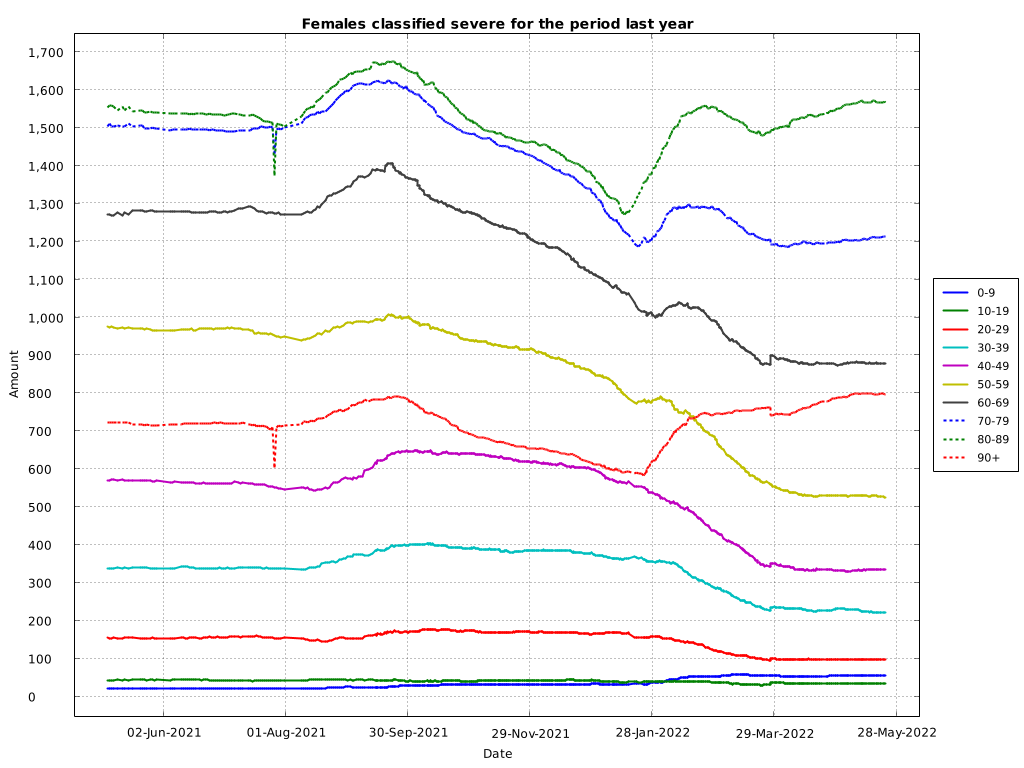 Females classified severe for the period last year
1,700
1,600
1,500
1,400
1,300
1,200
1,100
1,000
900
800
700
600
500
400
300
200
100
0
Amount
02-Jun-2021
01-Aug-2021
30-Sep-2021
29-Nov-2021
28-Jan-2022
29-Mar-2022
28-May-2022
Date
0-9
10-19
20-29
30-39
40-49
50-59
60-69
70-79
80-89
90+